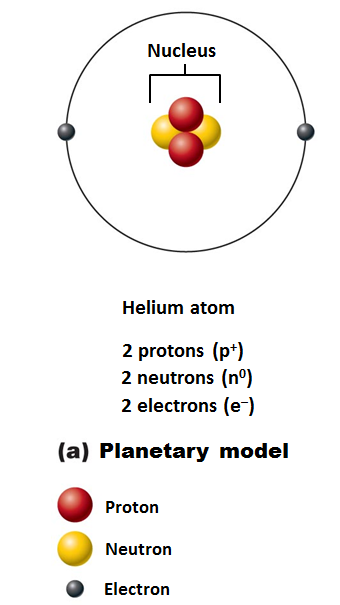 Nucleus
Helium atom
2 protons (p⁺)
2 neutrons (n⁰)
2 electrons (e⁻)
(a) Planetary model
Proton
Neutron
Electron